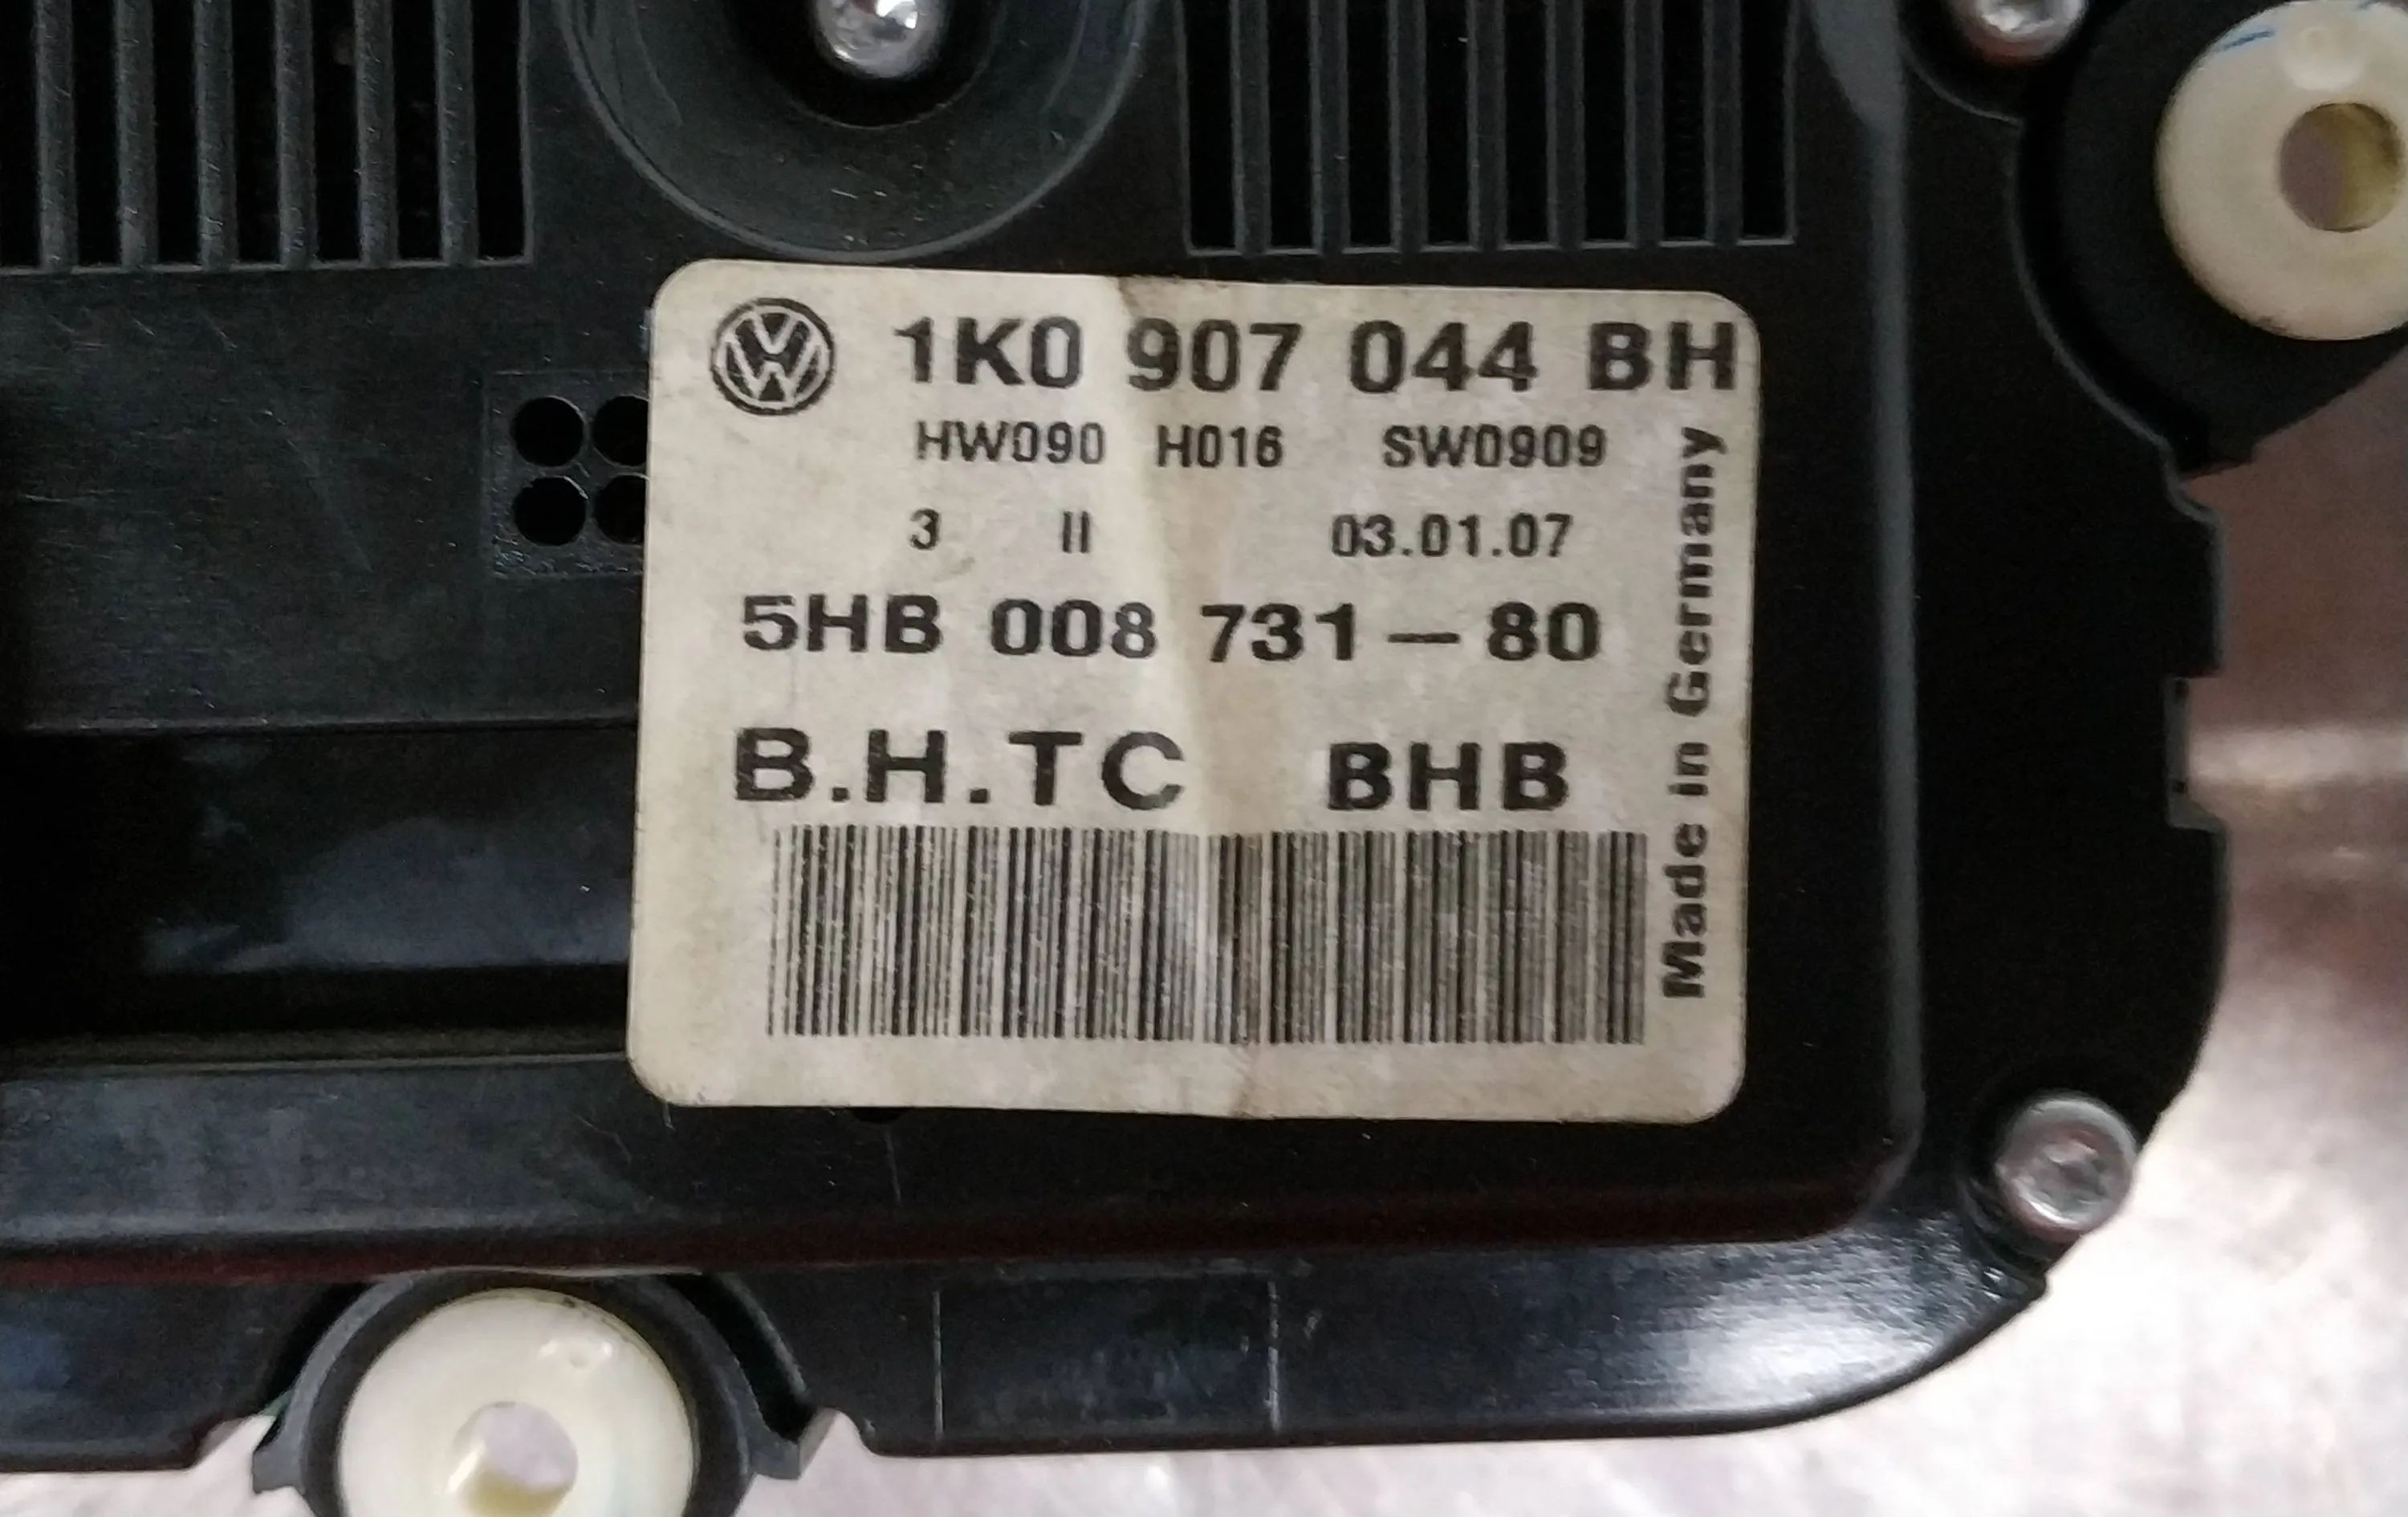 1K0 907 044 BH
HW090 H016 SW0909
3 II 03.01.07
5HB 008 731-80
B.H.TC BHB
Made in Germany